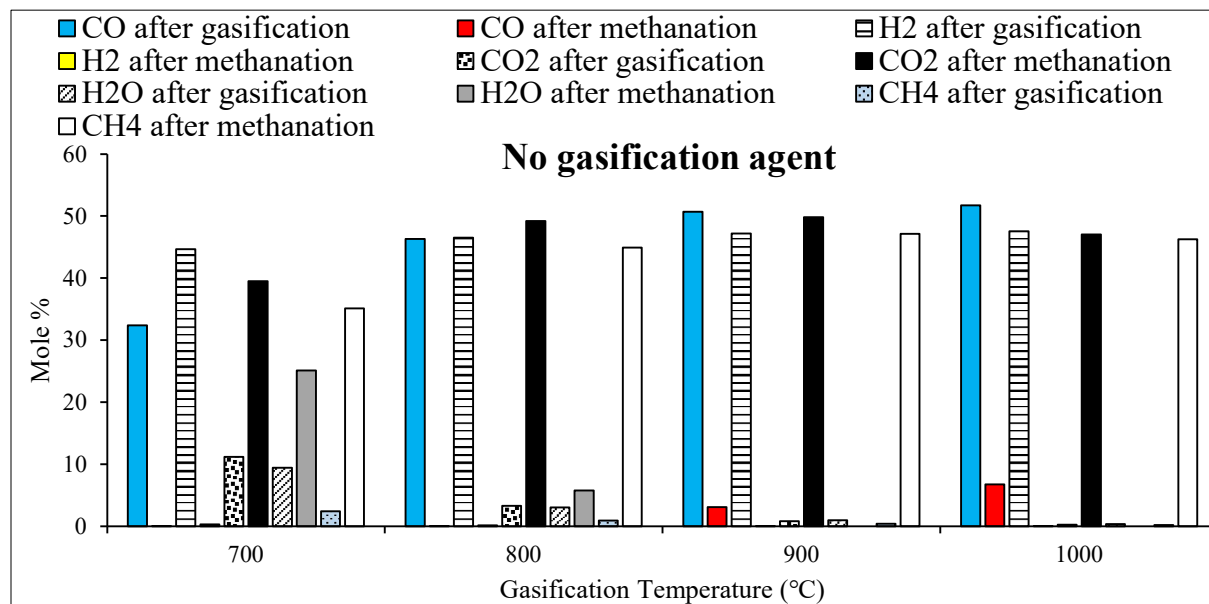 CO after gasification CO after methanation H2 after gasification
H2 after methanation CO2 after gasification CO2 after methanation
H2O after gasification H2O after methanation CH4 after gasification
CH4 after methanation
No gasification agent
60
50
40
30
20
10
0
Mole %
700 800 900 1000
Gasification Temperature (°C)